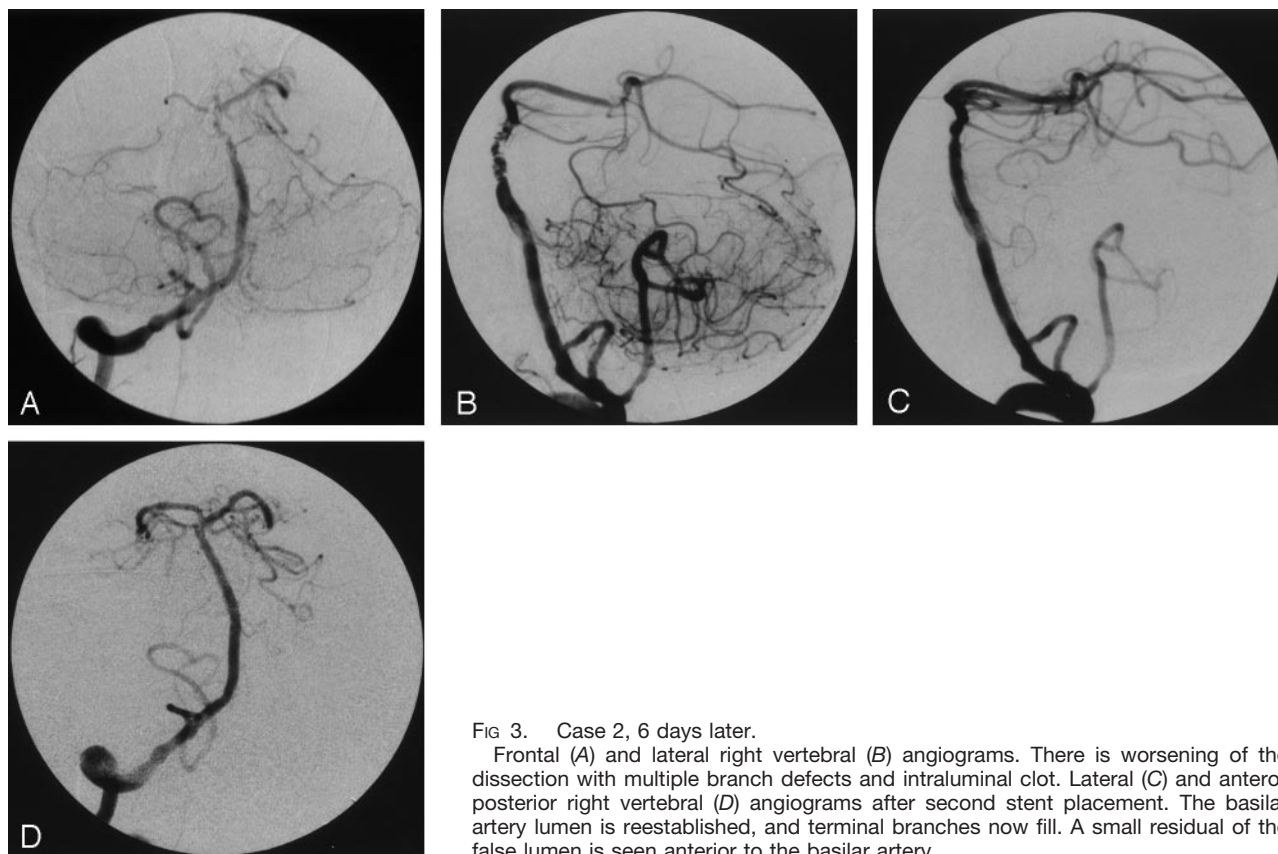 A
B
C
D
FIG 3. Case 2, 6 days later.
Frontal (A) and lateral right vertebral (B) angiograms. There is worsening of the
dissection with multiple branch defects and intraluminal clot. Lateral (C) and antero
posterior right vertebral (D) angiograms after second stent placement. The basila
artery lumen is reestablished, and terminal branches now fill. A small residual of the
false lumen is seen anterior to the basilar artery.